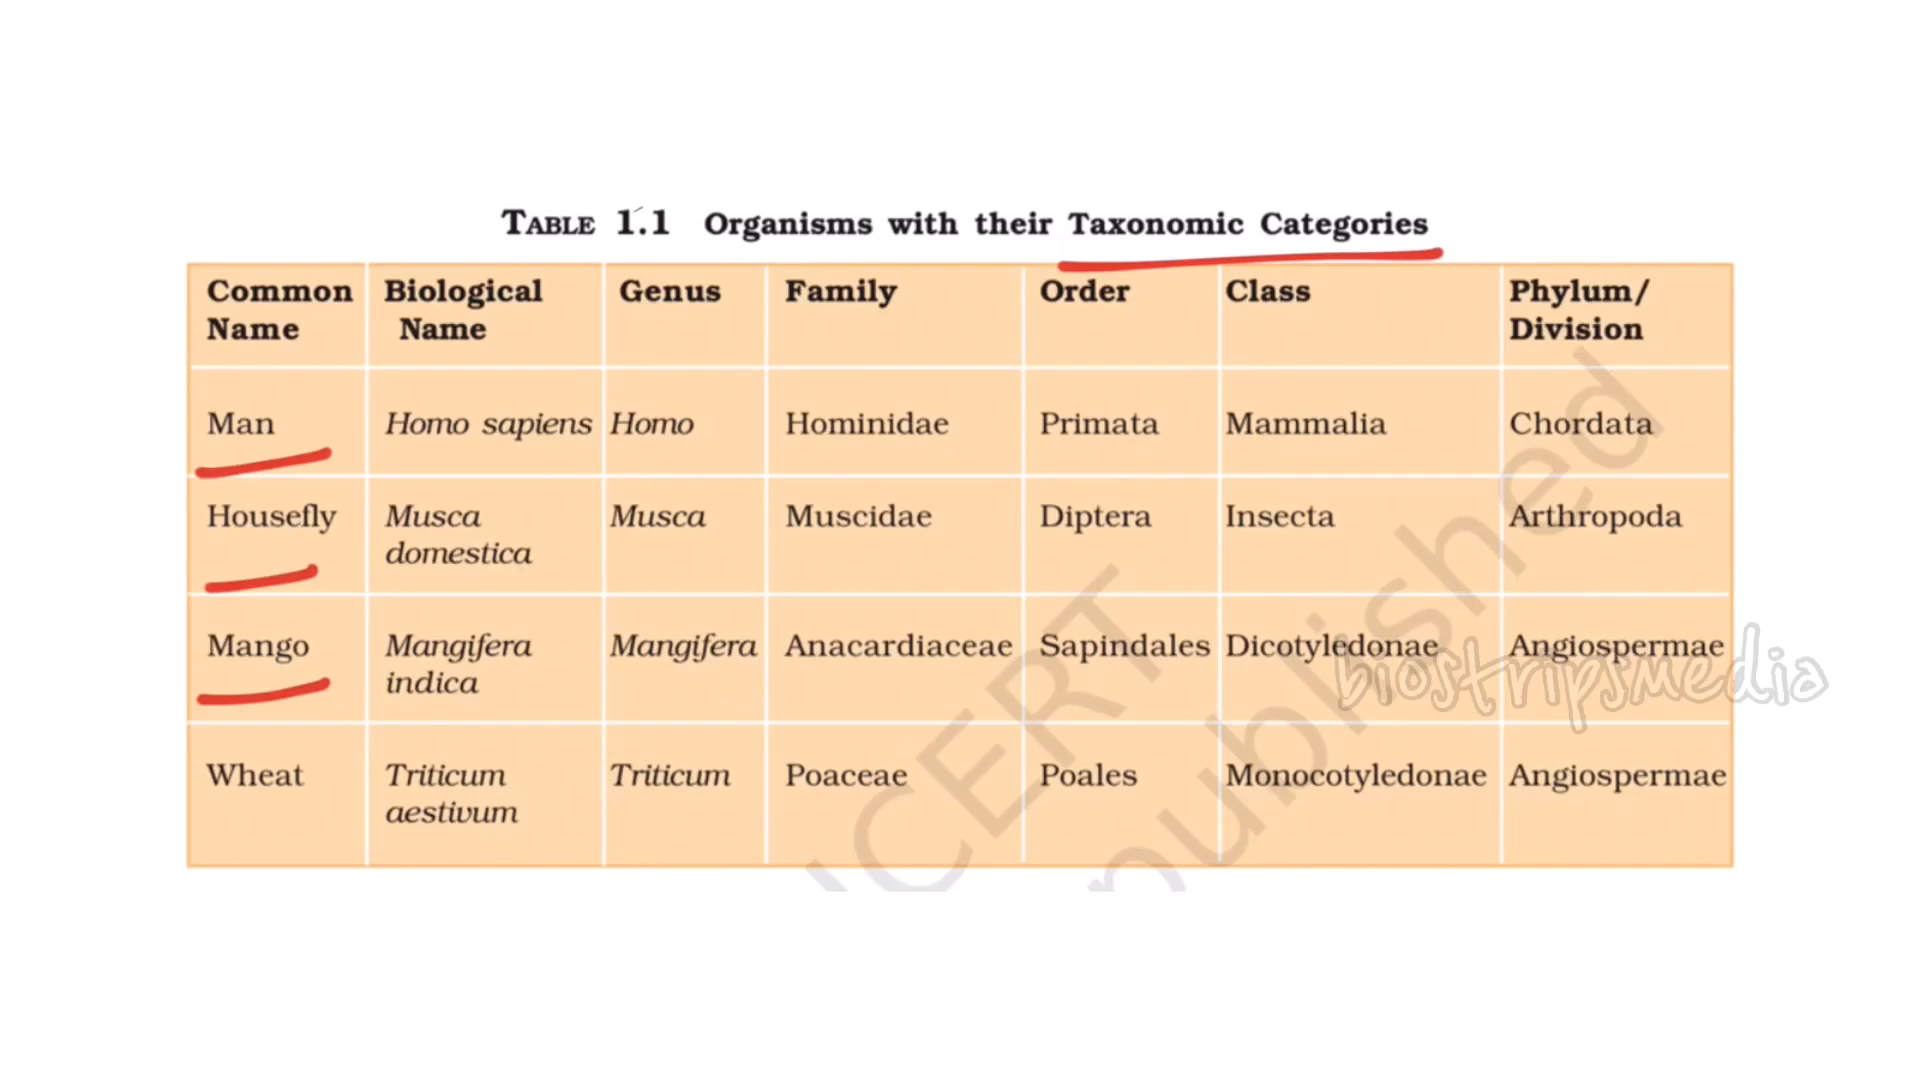 TABLE 1.1 Organisms with their Taxonomic Categories
Common Name Biological Name Genus Family Order Class Phylum/ Division
Man Homo sapiens Homo Hominidae Primata Mammalia Chordata
Housefly Musca domestica Musca Muscidae Diptera Insecta Arthropoda
Mango Mangifera indica Mangifera Anacardiaceae Sapindales Dicotyledonae Angiospermae
Wheat Triticum aestivum Triticum Poaceae Poales Monocotyledonae Angiospermae
biostripsmedia
published